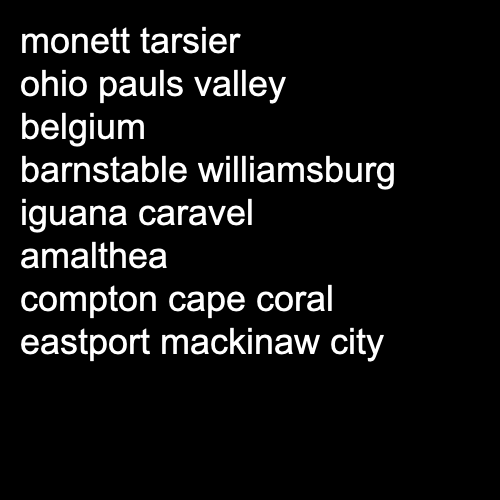 monett tarsier
ohio pauls valley
belgium
barnstable williamsburg
iguana caravel
amalthea
compton cape coral
eastport mackinaw city